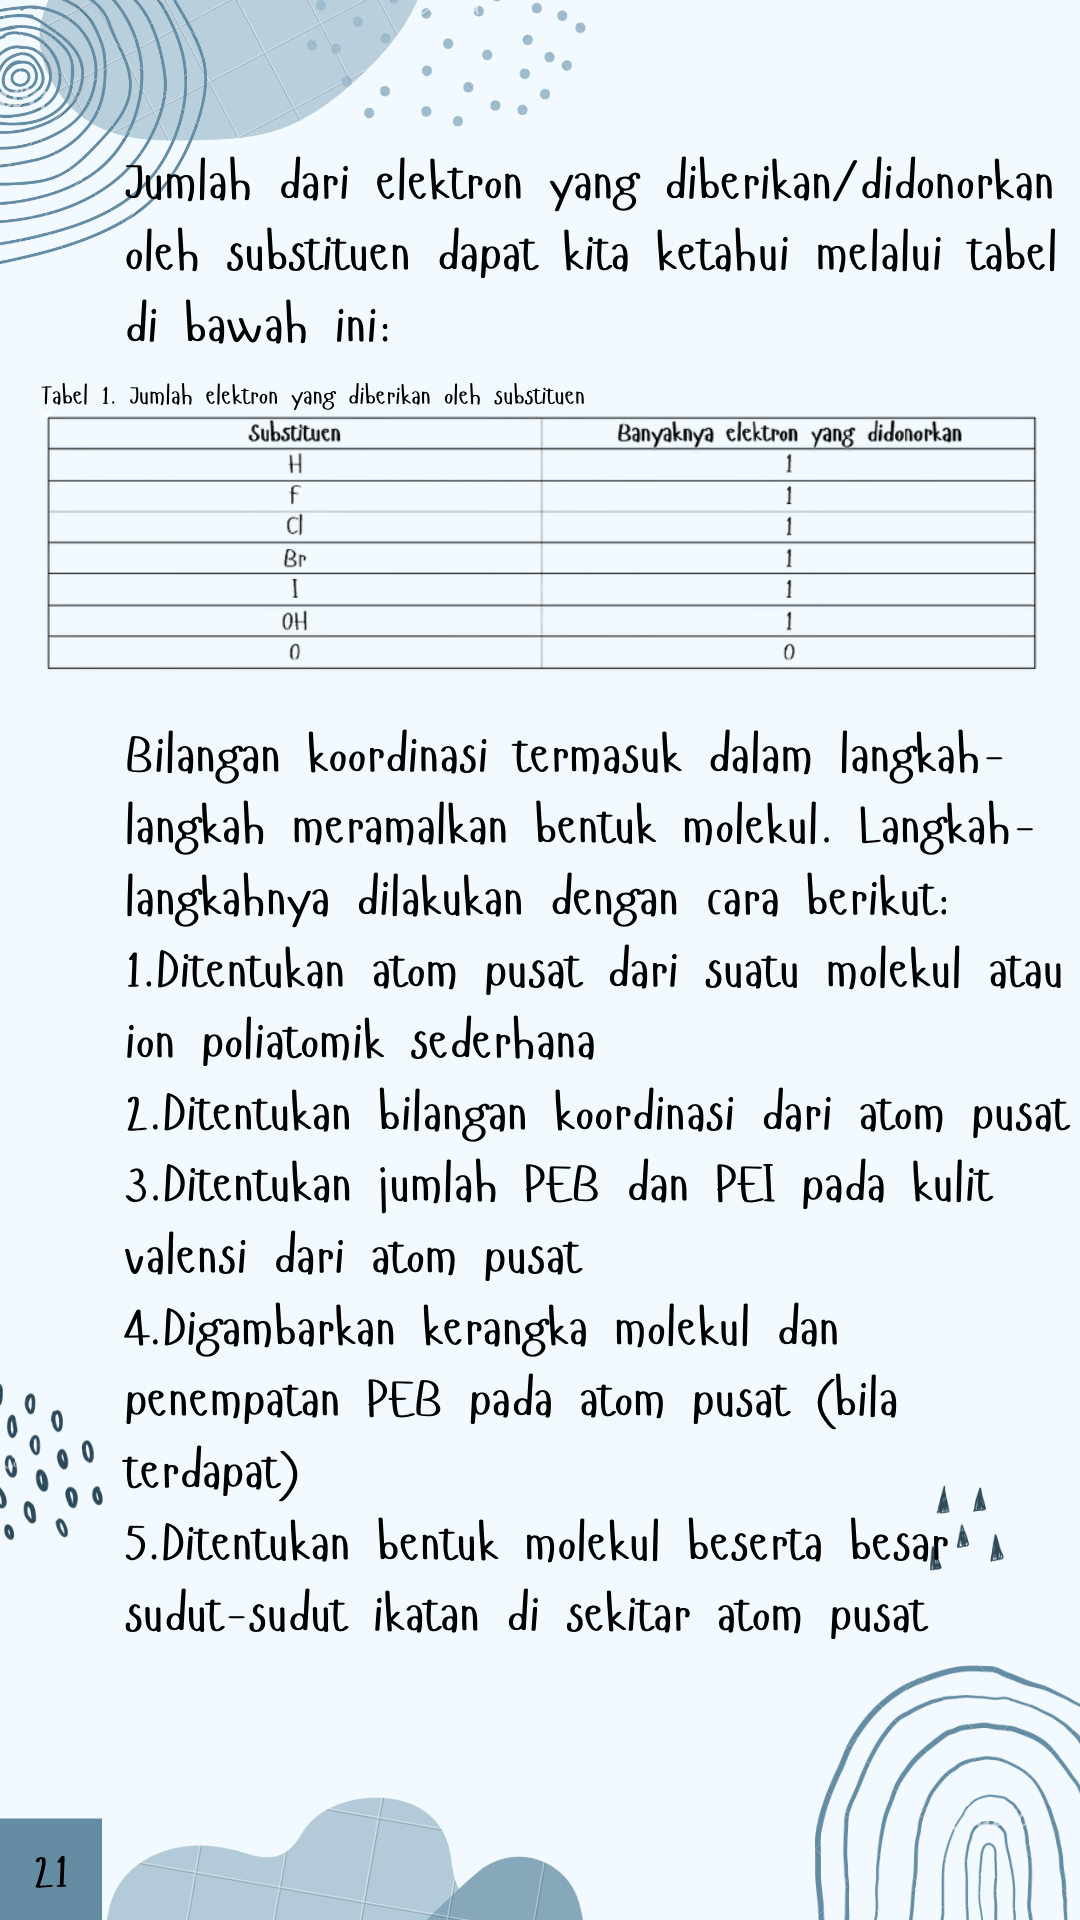 Jumlah dari elektron yang diberikan/didonorkan
oleh substituen dapat kita ketahui melalui tabel
di bawah ini:
Tabel 1. Jumlah elektron yang diberikan oleh substituen
Substituen Banyaknya elektron yang didonorkan
H 1
F 1
Cl 1
Br 1
I 1
OH 1
O 0
Bilangan koordinasi termasuk dalam langkah-
langkah meramalkan bentuk molekul. Langkah-
langkahnya dilakukan dengan cara berikut:
1.Ditentukan atom pusat dari suatu molekul atau
ion poliatomik sederhana
2.Ditentukan bilangan koordinasi dari atom pusat
3.Ditentukan jumlah PEB dan PEI pada kulit
valensi dari atom pusat
4.Digambarkan kerangka molekul dan
penempatan PEB pada atom pusat (bila
terdapat)
5.Ditentukan bentuk molekul beserta besar
sudut-sudut ikatan di sekitar atom pusat
21